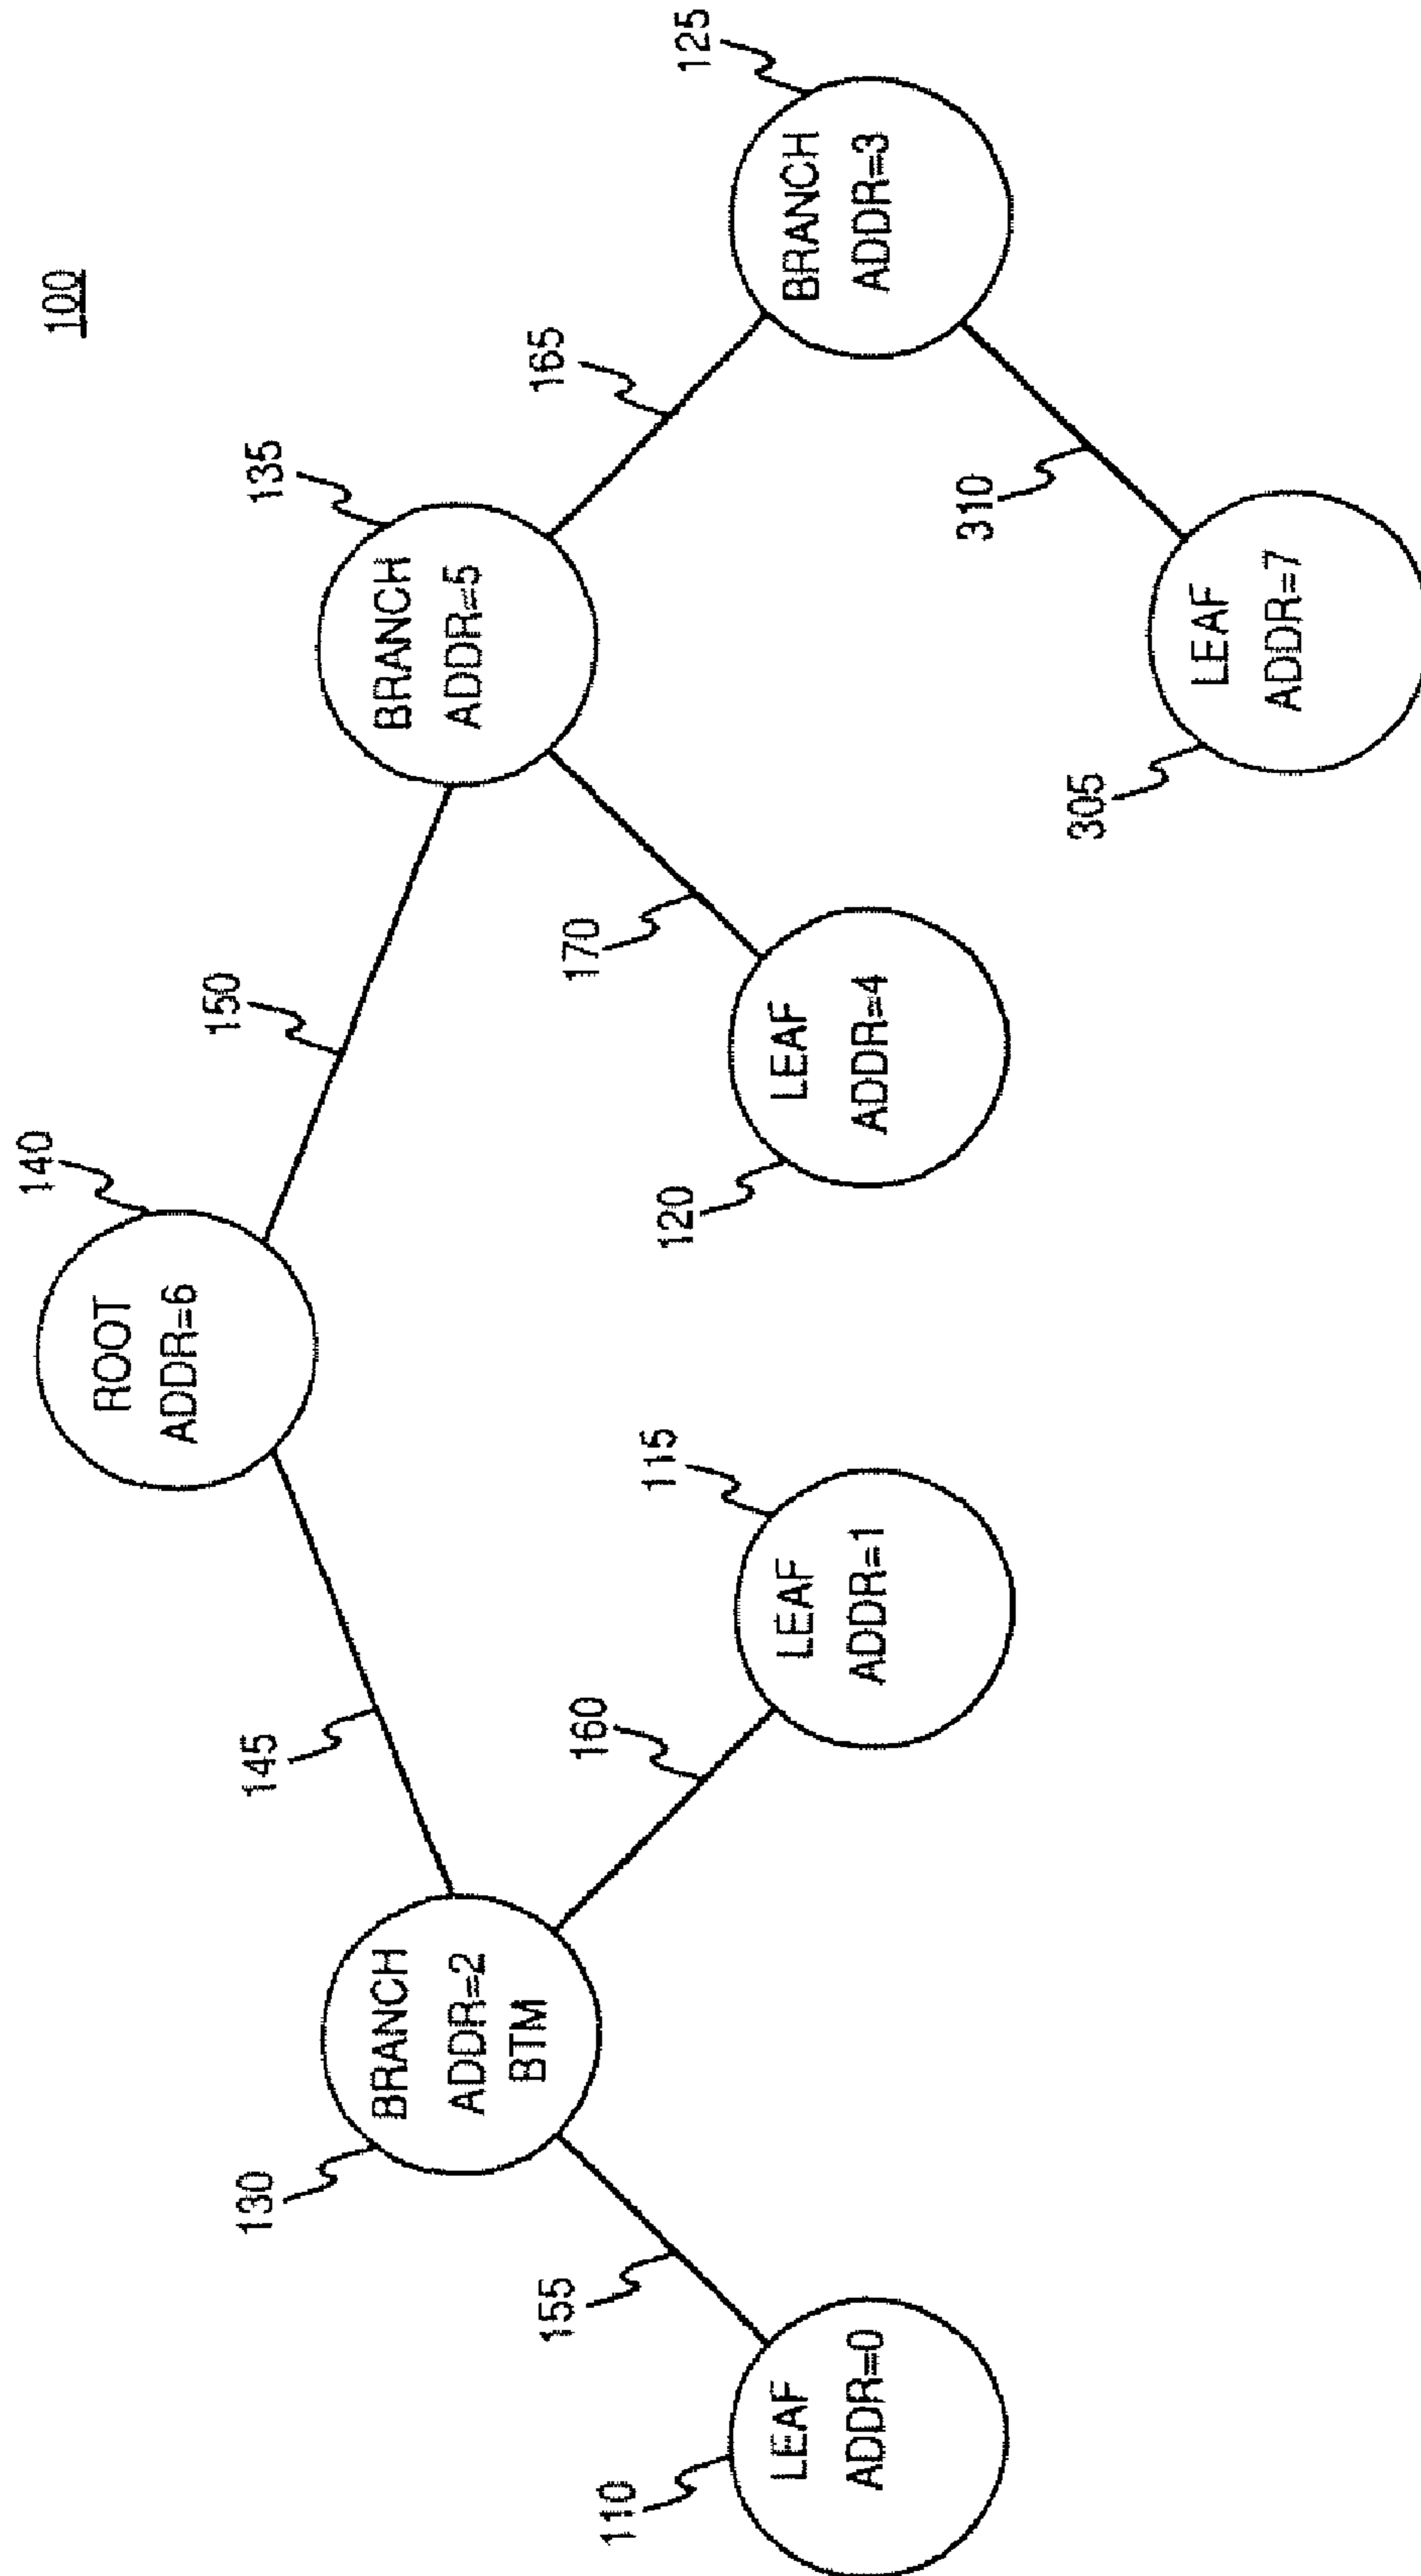 100
140
ROOT
ADDR=6
145
150
130
BRANCH
ADDR=2
BTM
135
BRANCH
ADDR=5
155
160
170
165
110
LEAF
ADDR=0
115
LEAF
ADDR=1
120
LEAF
ADDR=4
125
BRANCH
ADDR=3
310
305
LEAF
ADDR=7